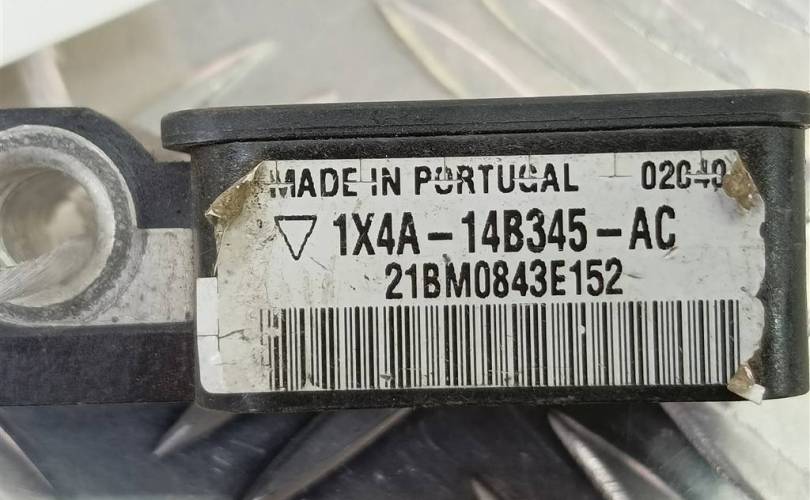 MADE IN PORTUGAL
1X4A-14B345-AC
21BM0843E152